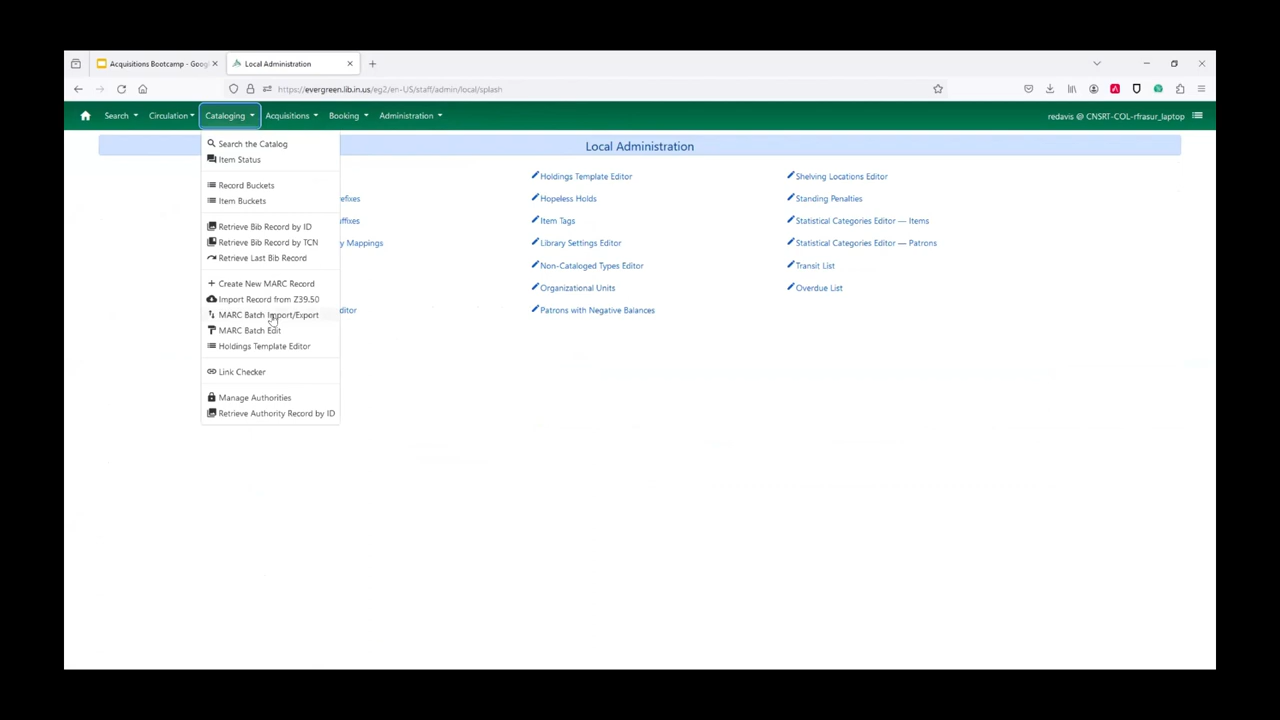 Acquisitions Bootcamp - Goog
Local Administration
https://evergreen.lib.in.us/eg2/en-US/staff/admin/local/splash
Search
Circulation
Cataloging
Acquisitions
Booking
Administration
redavis @ CNSRT-COL-rfrasur_laptop
Local Administration
Search the Catalog
Item Status
Record Buckets
Item Buckets
Retrieve Bib Record by ID
Retrieve Bib Record by TCN
Retrieve Last Bib Record
Create New MARC Record
Import Record from Z39.50
MARC Batch Import/Export
MARC Batch Edit
Holdings Template Editor
Link Checker
Manage Authorities
Retrieve Authority Record by ID
efixes
uffixes
y Mappings
ditor
Holdings Template Editor
Hopeless Holds
Item Tags
Library Settings Editor
Non-Cataloged Types Editor
Organizational Units
Patrons with Negative Balances
Shelving Locations Editor
Standing Penalties
Statistical Categories Editor — Items
Statistical Categories Editor — Patrons
Transit List
Overdue List